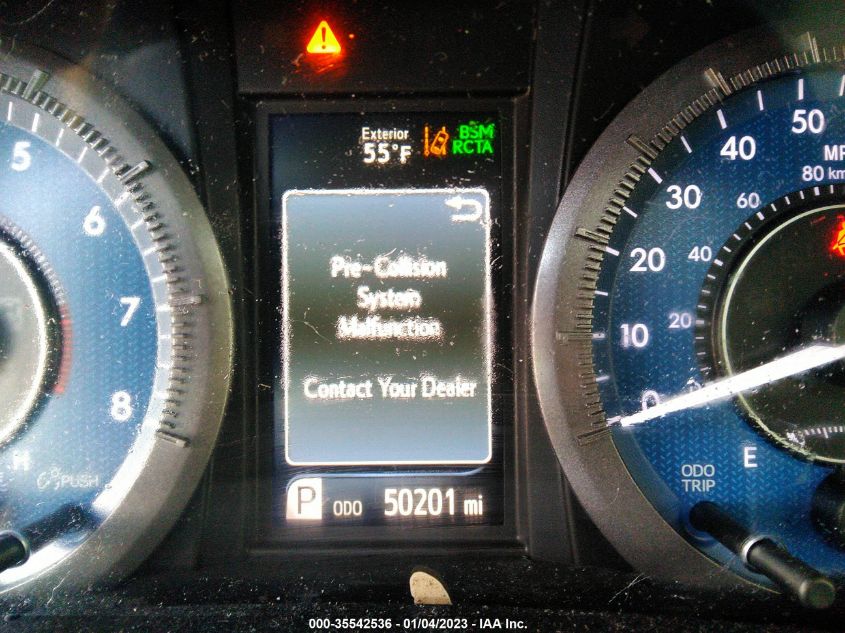 Exterior
55°F
BSM
RCTA
Pre-Collision
System
Malfunction
Contact Your Dealer
P ODO 50201 mi
5
6
7
8
H
PUSH
50
40
30
20
10
0
80 km
60
40
20
0
ODO
TRIP
E
000-35542536 - 01/04/2023 - IAA Inc.